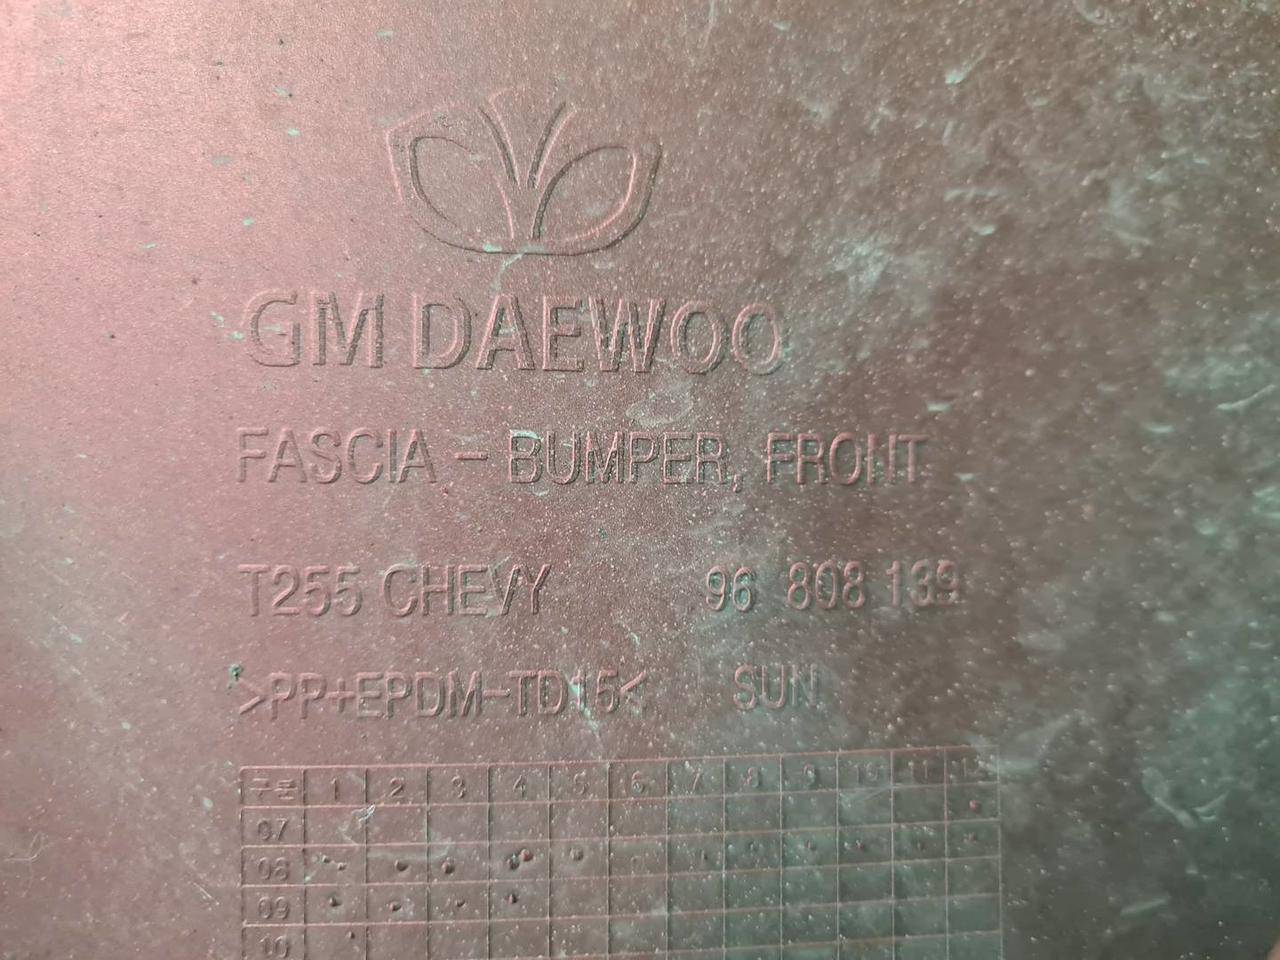 GM DAEWOO
FASCIA - BUMPER, FRONT
T255 CHEVY 96 808 139
>PP+EPDM-TD15< SUN
구분 1 2 3 4 5 6 7 8 9 10 11 12
07
08
09
10